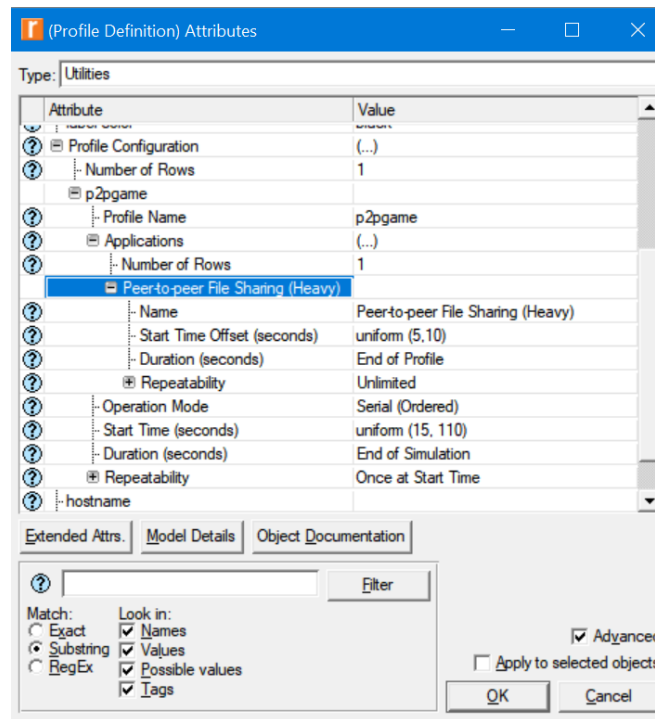 (Profile Definition) Attributes
Type: Utilities
Attribute Value
Profile Configuration (...)
Number of Rows 1
p2pgame
Profile Name p2pgame
Applications (...)
Number of Rows 1
Peer-to-peer File Sharing (Heavy)
Name Peer-to-peer File Sharing (Heavy)
Start Time Offset (seconds) uniform (5,10)
Duration (seconds) End of Profile
Repeatability Unlimited
Operation Mode Serial (Ordered)
Start Time (seconds) uniform (15, 110)
Duration (seconds) End of Simulation
Repeatability Once at Start Time
hostname
Extended Attrs. Model Details Object Documentation
Filter
Match: Look in:
Exact Names
Substring Values
RegEx Possible values
Tags
Advanced
Apply to selected objects
OK Cancel